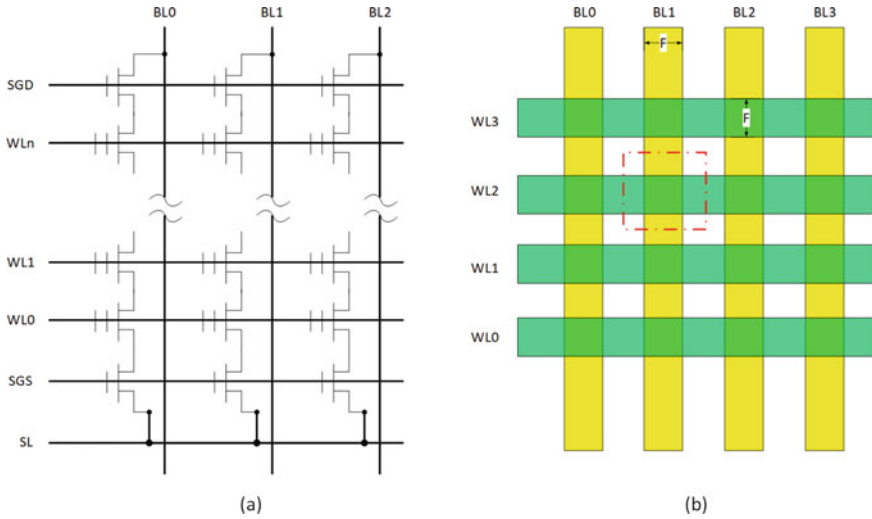 BL0 BL1 BL2
SGD
WLn
WL1
WL0
SGS
SL
(a)
BL0 BL1 BL2 BL3
F
WL3
F
WL2
WL1
WL0
(b)